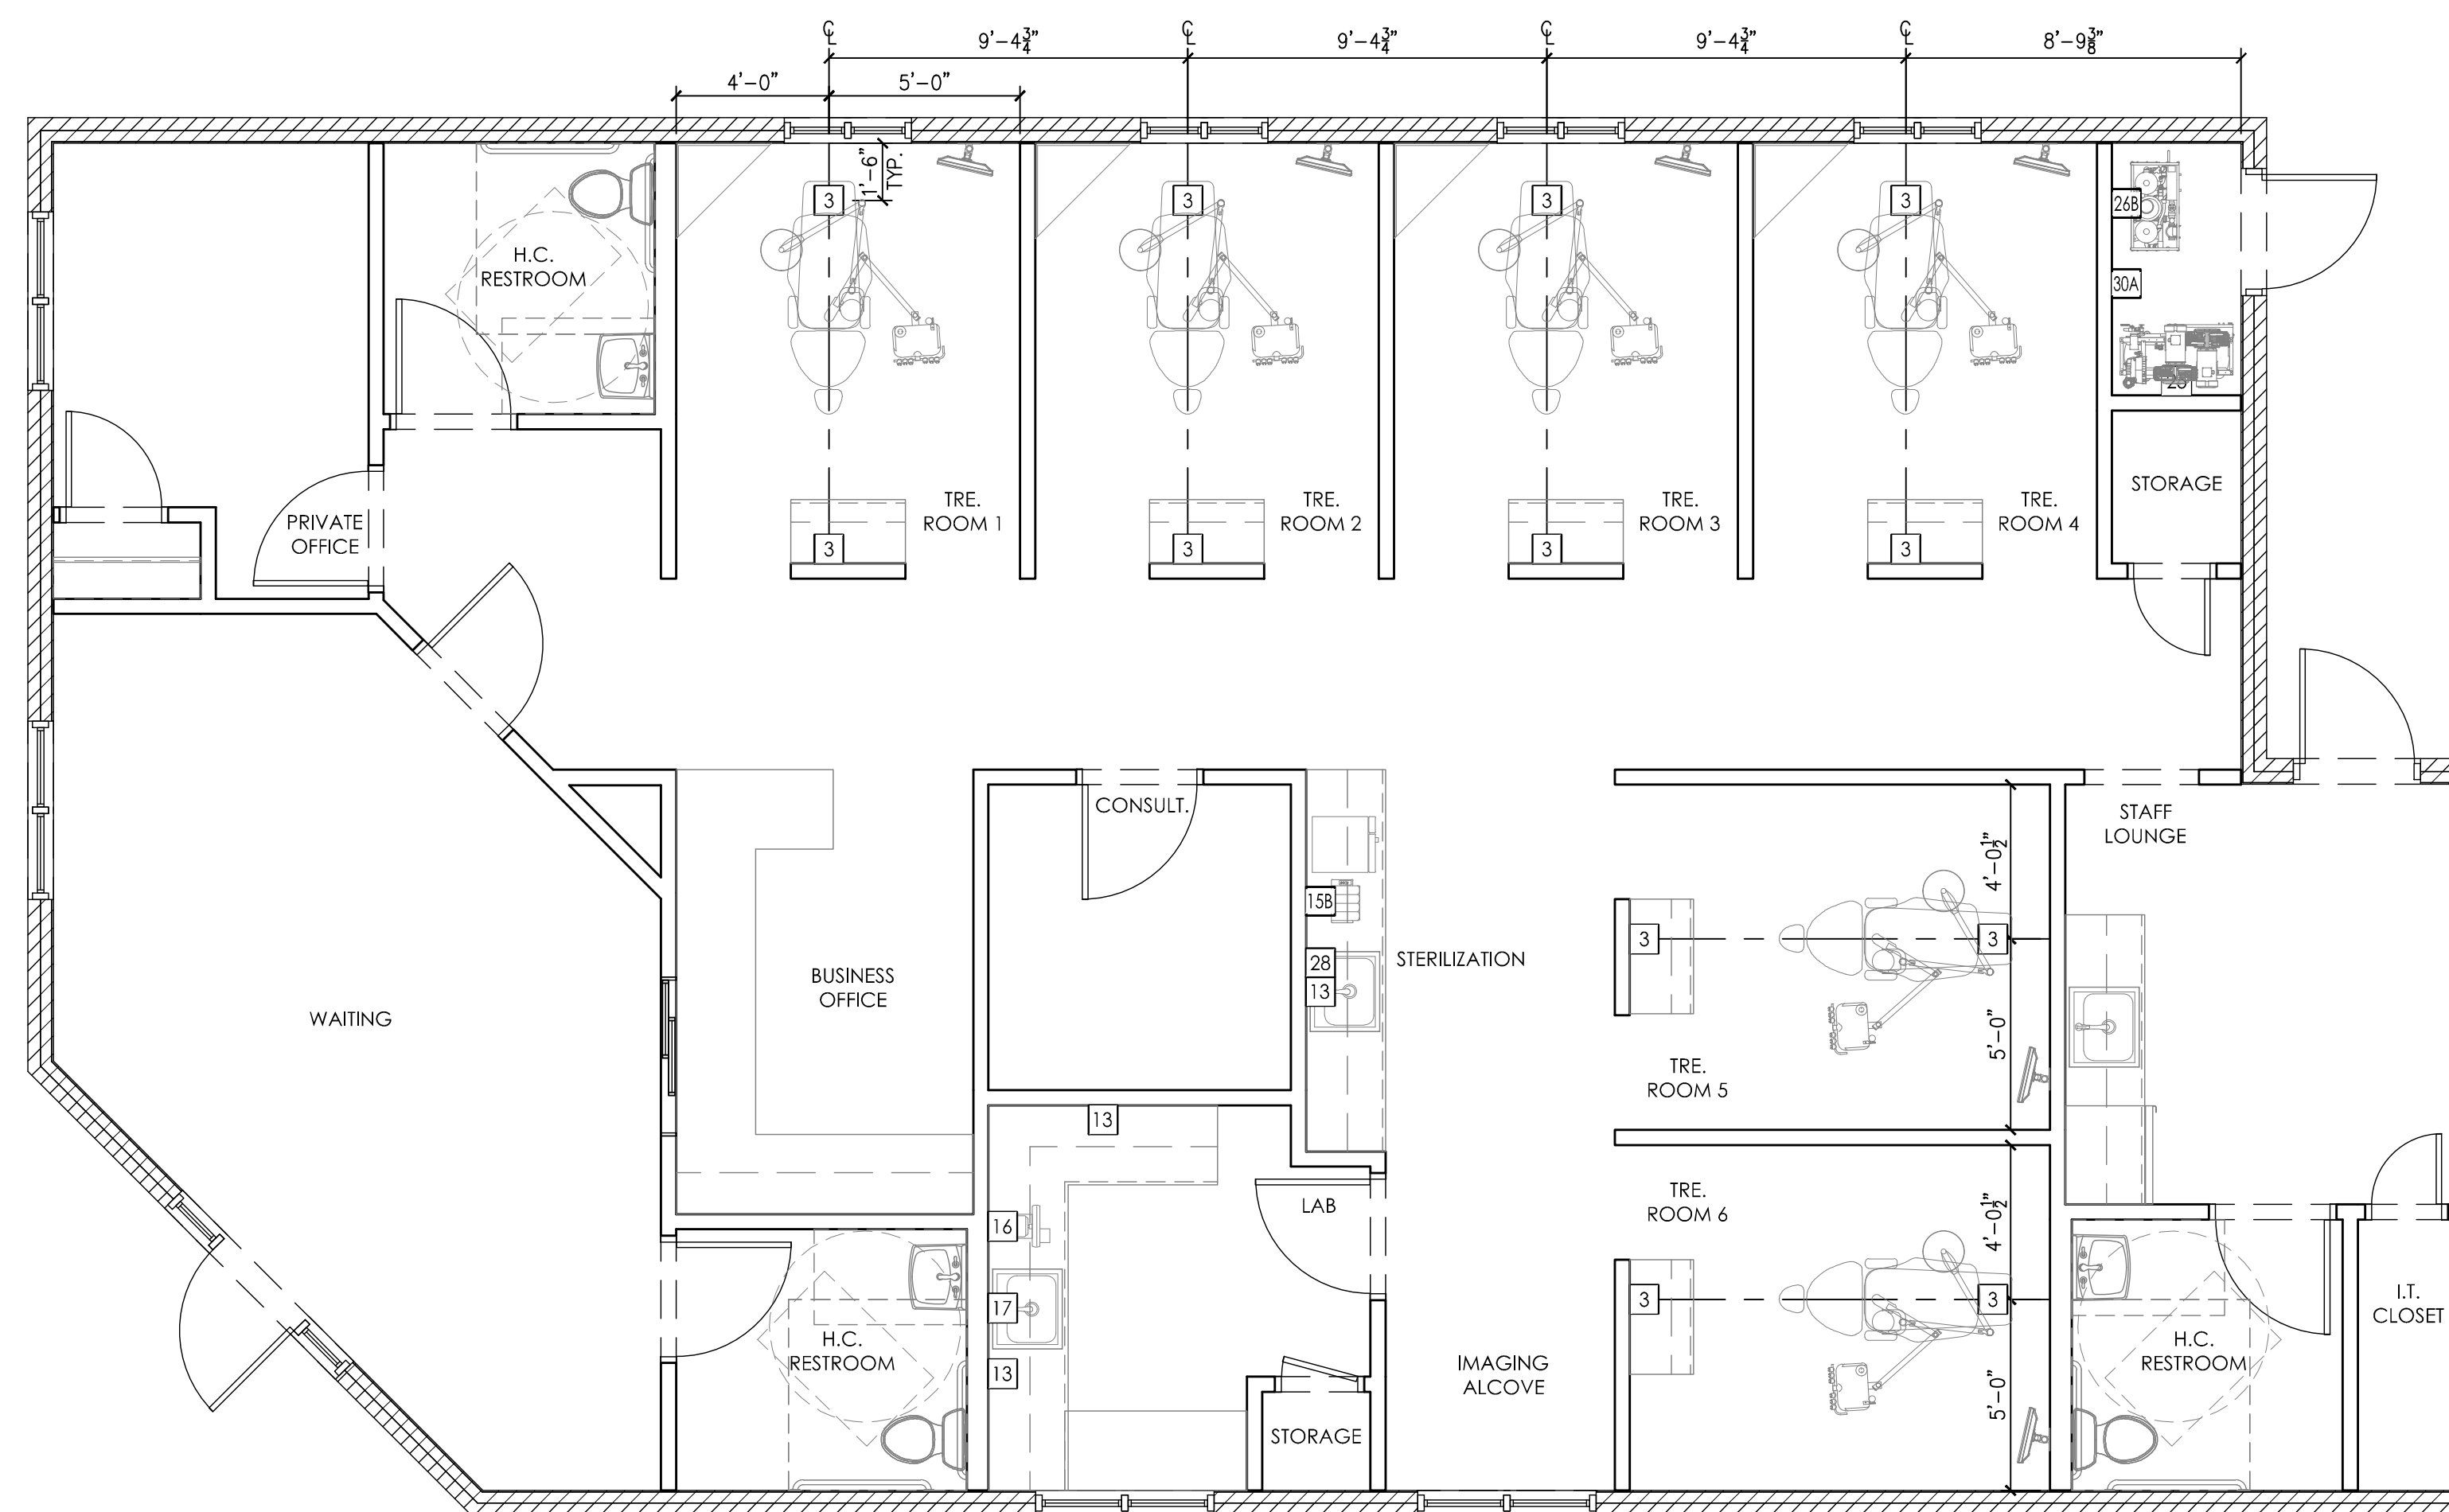 ℄
℄
℄
℄
9'-4¾"
9'-4¾"
9'-4¾"
8'-9⅜"
4'-0"
5'-0"
1'-6"
TYP.
3
3
3
3
26B
30A
H.C.
RESTROOM
STORAGE
TRE.
ROOM 1
TRE.
ROOM 2
TRE.
ROOM 3
TRE.
ROOM 4
PRIVATE
OFFICE
3
3
3
3
CONSULT.
STAFF
LOUNGE
4'-0½"
15B
3
3
STERILIZATION
28
13
BUSINESS
OFFICE
WAITING
5'-0"
TRE.
ROOM 5
13
TRE.
ROOM 6
LAB
16
4'-0½"
17
3
3
I.T.
CLOSET
H.C.
RESTROOM
13
IMAGING
ALCOVE
H.C.
RESTROOM
5'-0"
STORAGE